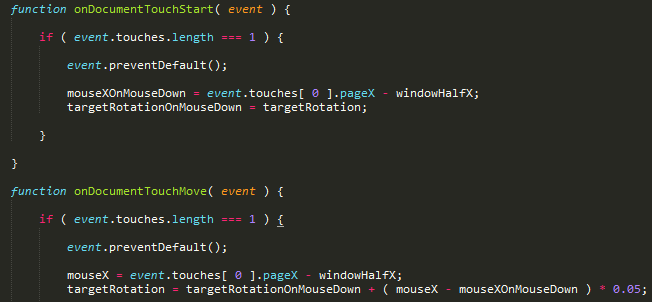 function onDocumentTouchStart( event ) {
if ( event.touches.length === 1 ) {
event.preventDefault();
mouseXOnMouseDown = event.touches[ 0 ].pageX - windowHalfX;
targetRotationOnMouseDown = targetRotation;
}
}
function onDocumentTouchMove( event ) {
if ( event.touches.length === 1 ) {
event.preventDefault();
mouseX = event.touches[ 0 ].pageX - windowHalfX;
targetRotation = targetRotationOnMouseDown + ( mouseX - mouseXOnMouseDown ) * 0.05;